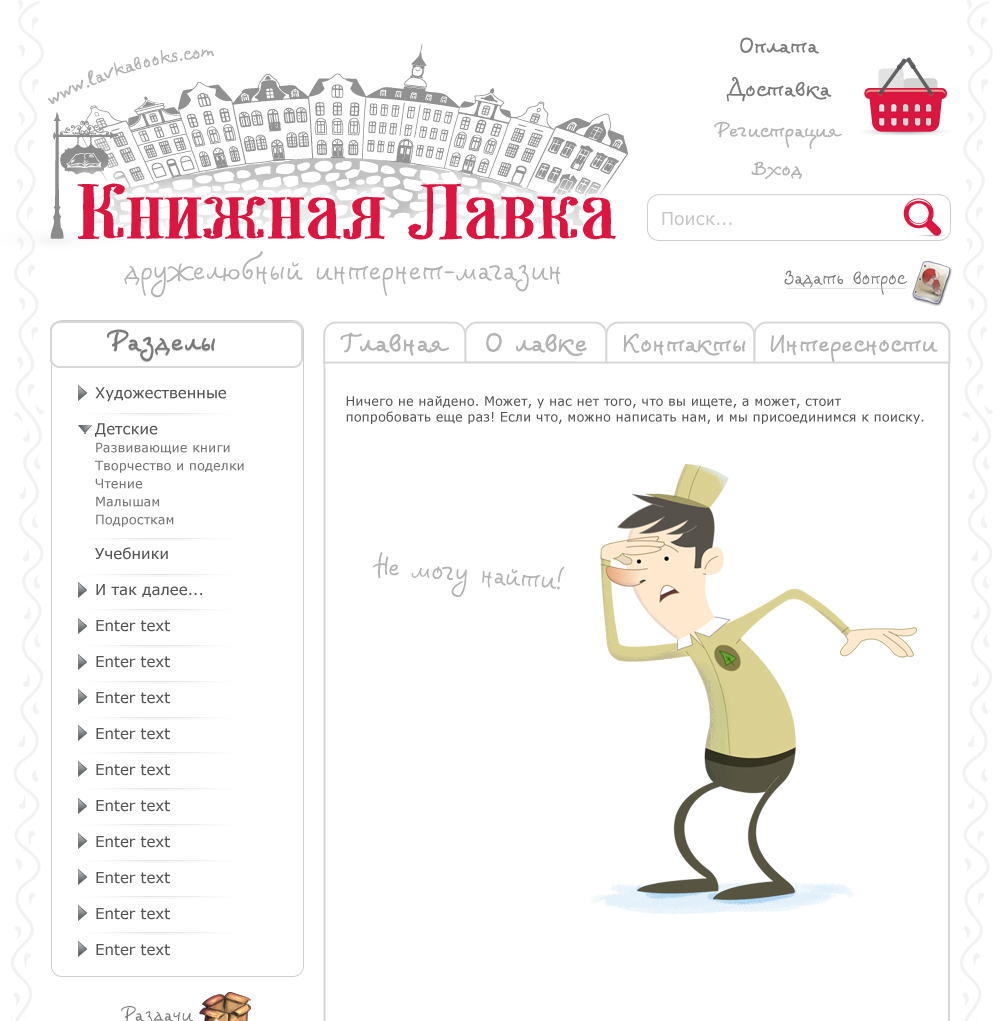 www.lavkabooks.com
Книжная Лавка
дружелюбный интернет-магазин
Оплата
Доставка
Регистрация
Вход
Поиск...
Задать вопрос
Разделы
Главная
О лавке
Контакты
Интересности
Художественные
Детские
Развивающие книги
Творчество и поделки
Чтение
Малышам
Подросткам
Учебники
И так далее...
Enter text
Enter text
Enter text
Enter text
Enter text
Enter text
Enter text
Enter text
Enter text
Enter text
Раздачи
Ничего не найдено. Может, у нас нет того, что вы ищете, а может, стоит
попробовать еще раз! Если что, можно написать нам, и мы присоединимся к поиску.
Не могу найти!